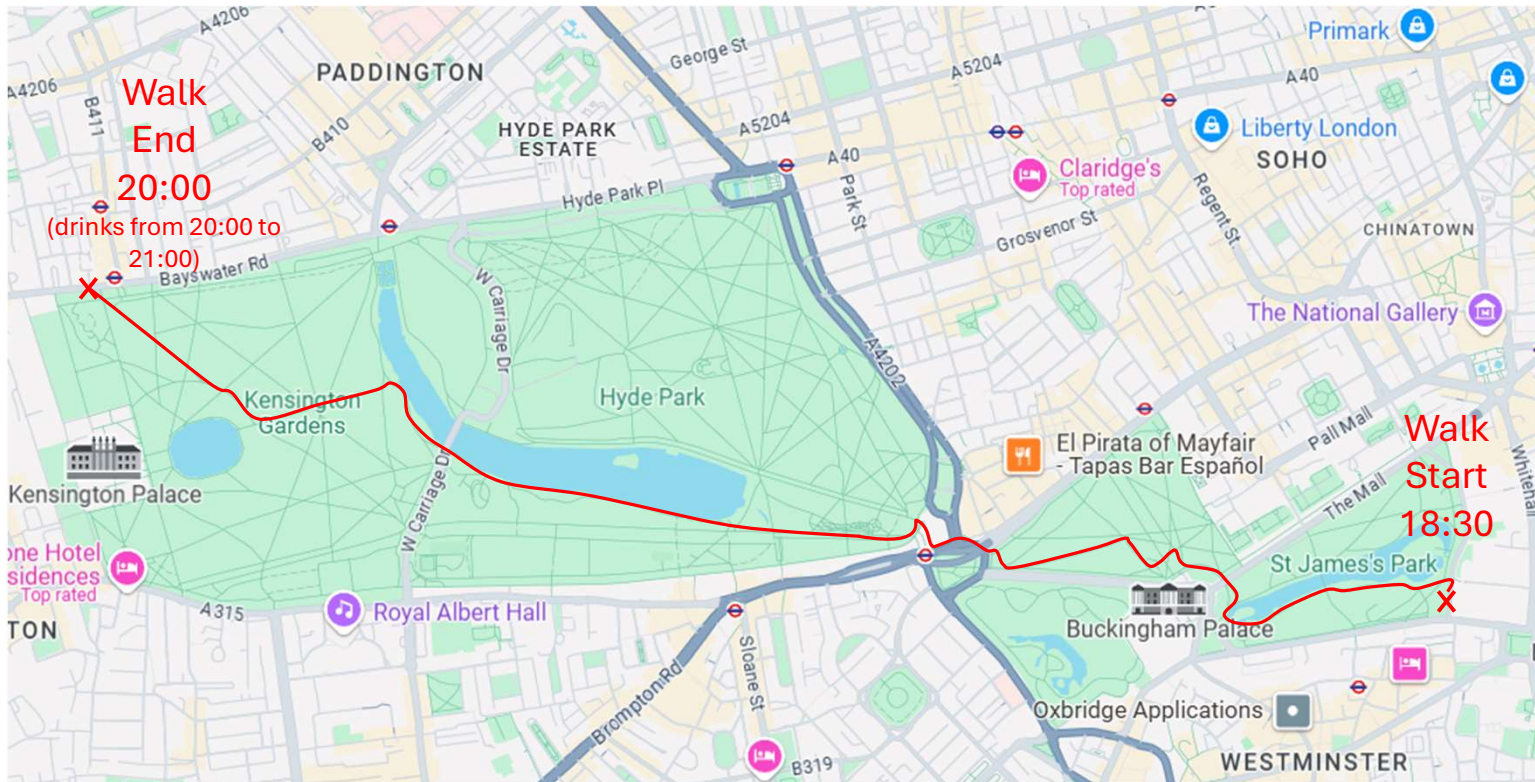 A4206
A4206
A4206
B411
PADDINGTON
B410
George St
A5204
A5204
A40
A40
Primark
Walk
End
20:00
(drinks from 20:00 to
21:00)
HYDE PARK
ESTATE
Hyde Park Pl
Bayswater Rd
Park St
Claridge's
Top rated
Liberty London
SOHO
Regent St
Grosvenor St
CHINATOWN
W Carriage Dr
A4202
The National Gallery
Kensington
Gardens
Hyde Park
Kensington Palace
W Carriage Dr
El Pirata of Mayfair
- Tapas Bar Español
Pall Mall
The Mall
Walk
Start
18:30
Whitehall
St James's Park
one Hotel
sidences
Top rated
A315
TON
Royal Albert Hall
Buckingham Palace
Sloane St
Brompton Rd
Oxbridge Applications
WESTMINSTER
B319